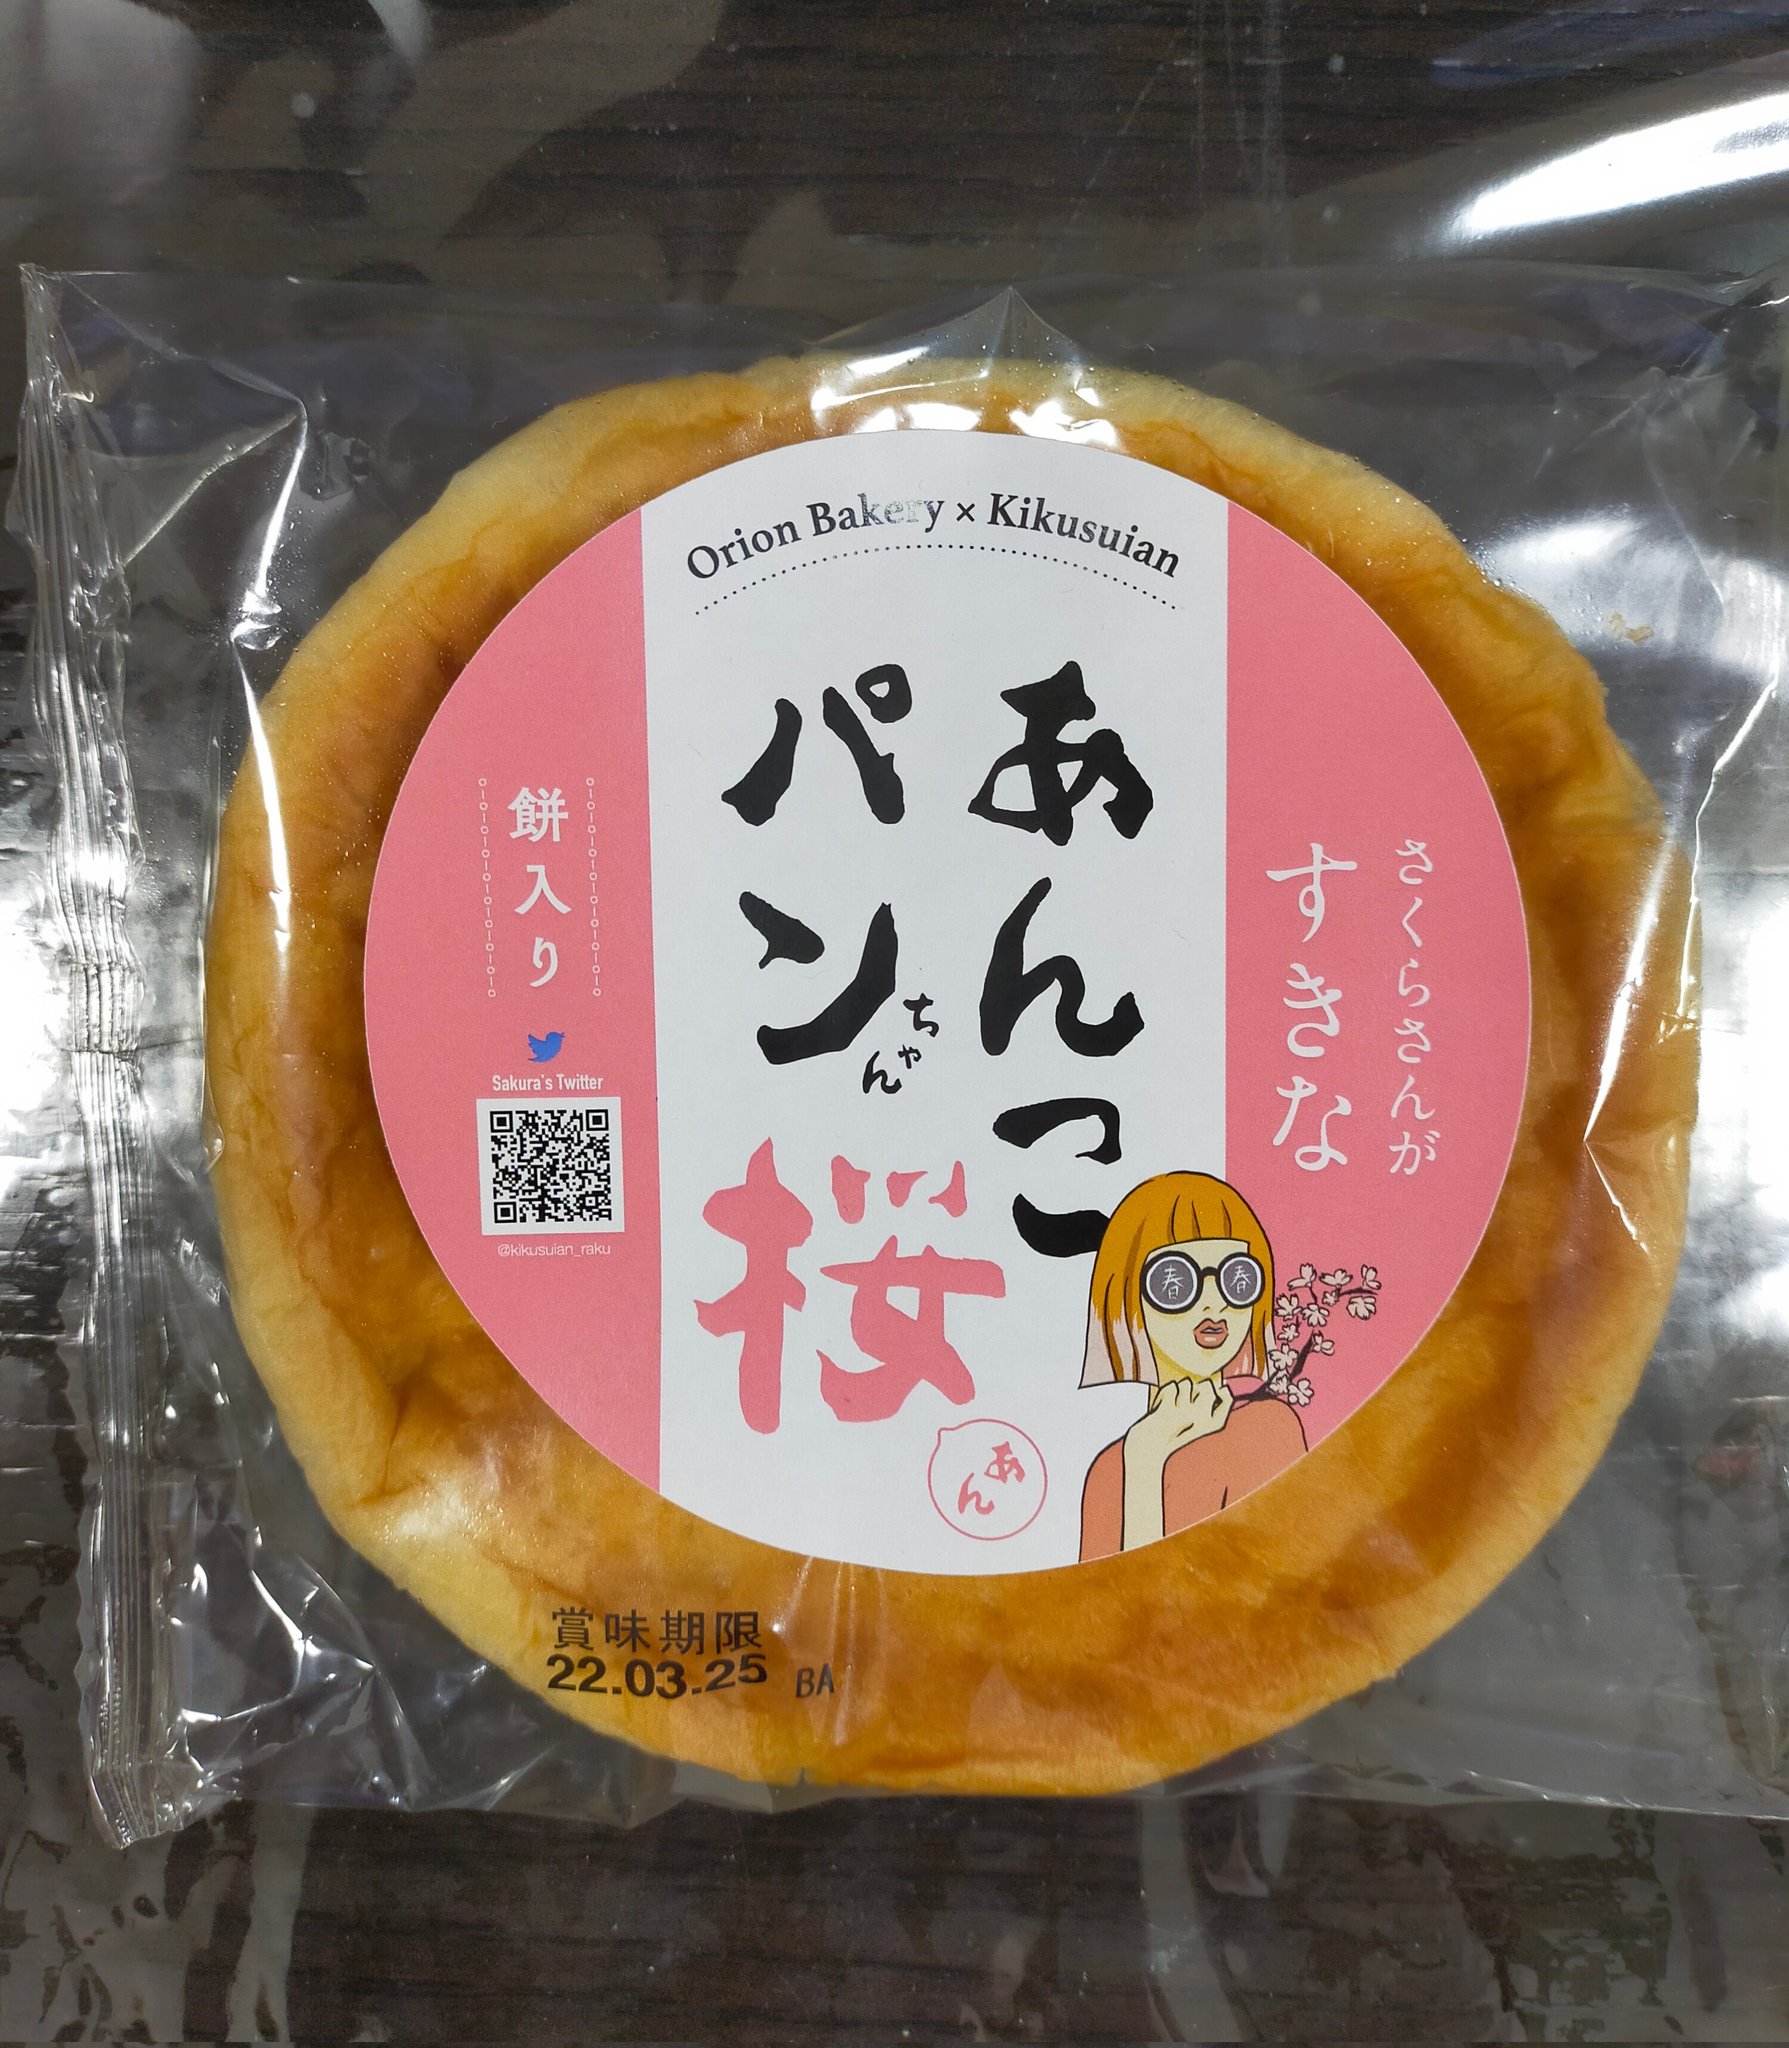 Orion Bakery × Kikusuian
さくらさんが
すきな
あんこ
パンちゃん
桜
あん
春 春
餅入り
Sakura's Twitter
@kikusuian_raku
賞味期限
22.03.25 BA